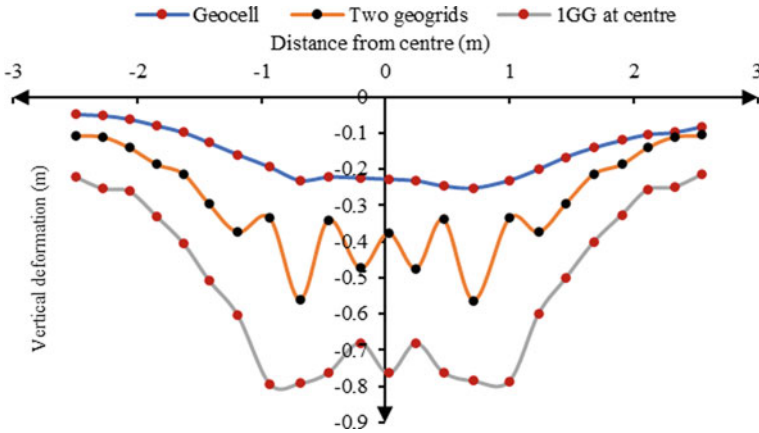 Geocell Two geogrids 1GG at centre
Distance from centre (m)
-3 -2 -1 0 1 2 3
0
-0.1
-0.2
-0.3
-0.4
-0.5
-0.6
-0.7
-0.8
-0.9
Vertical deformation (m)